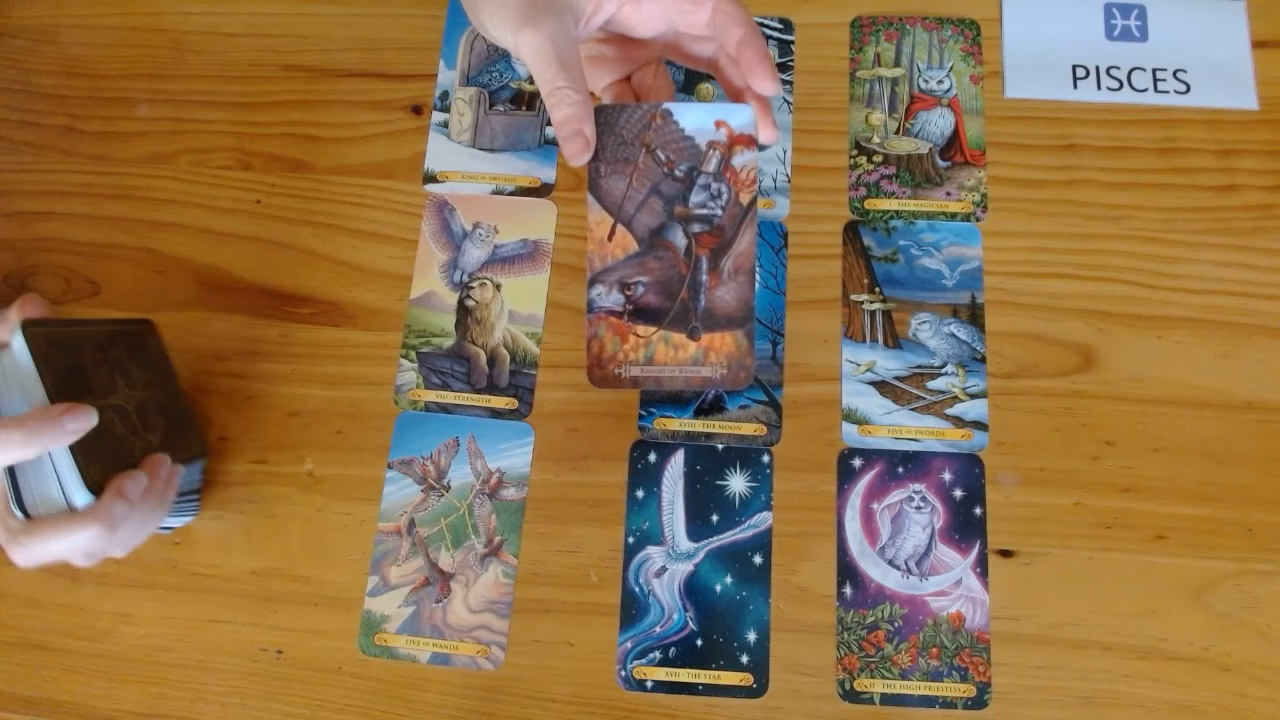 PISCES
KING OF SWORDS
I · THE MAGICIAN
KNIGHT OF WANDS
VIII · STRENGTH
XVIII · THE MOON
FIVE OF SWORDS
FIVE OF WANDS
XVII · THE STAR
II · THE HIGH PRIESTESS